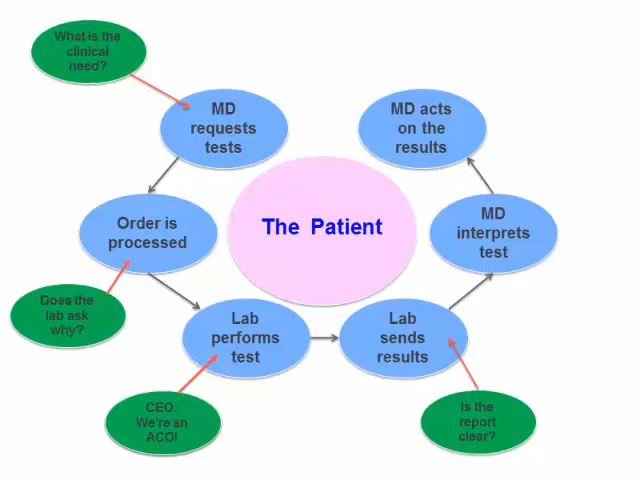 What is the
clinical
need?
MD
requests
tests
MD acts
on the
results
The Patient
Order is
processed
MD
interprets
test
Does the
lab ask
why?
Lab
performs
test
Lab
sends
results
CEO:
We're an
ACO!
Is the
report
clear?